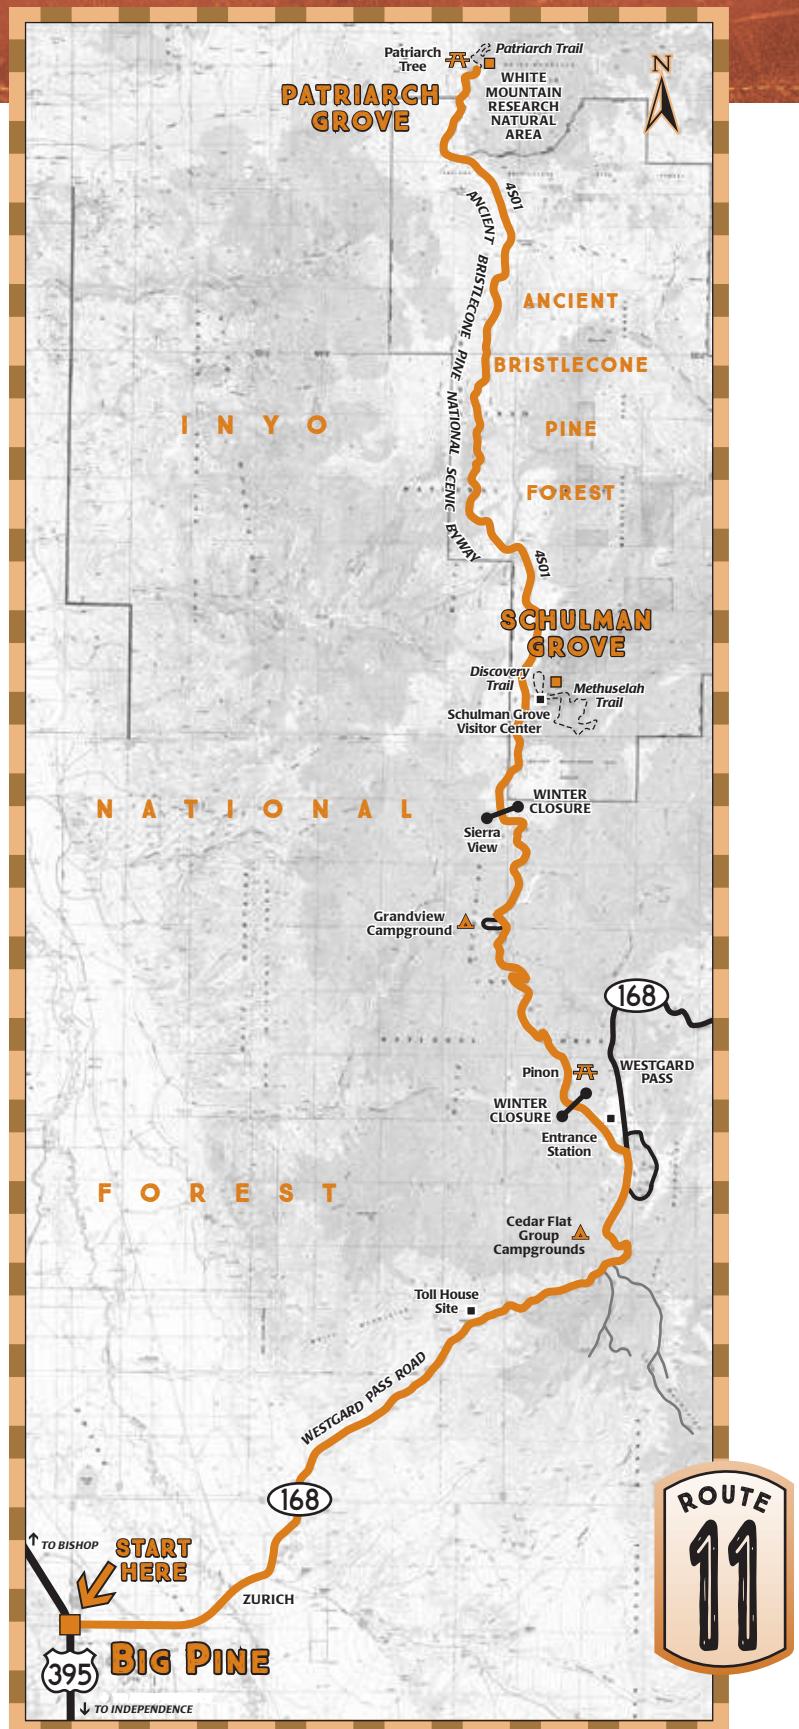 Patriarch
Tree
Patriarch Trail
WHITE
MOUNTAIN
RESEARCH
NATURAL
AREA
N
PATRIARCH
GROVE
4S01
ANCIENT BRISTLECONE PINE NATIONAL SCENIC BYWAY
ANCIENT
BRISTLECONE
PINE
FOREST
INYO
4S01
SCHULMAN
GROVE
Discovery
Trail
Methuselah
Trail
Schulman Grove
Visitor Center
WINTER
CLOSURE
NATIONAL
Sierra
View
Grandview
Campground
168
WESTGARD
PASS
Pinon
WINTER
CLOSURE
Entrance
Station
FOREST
Cedar Flat
Group
Campgrounds
Toll House
Site
WESTGARD PASS ROAD
168
ROUTE
11
TO BISHOP
START
HERE
ZURICH
BIG PINE
395
TO INDEPENDENCE